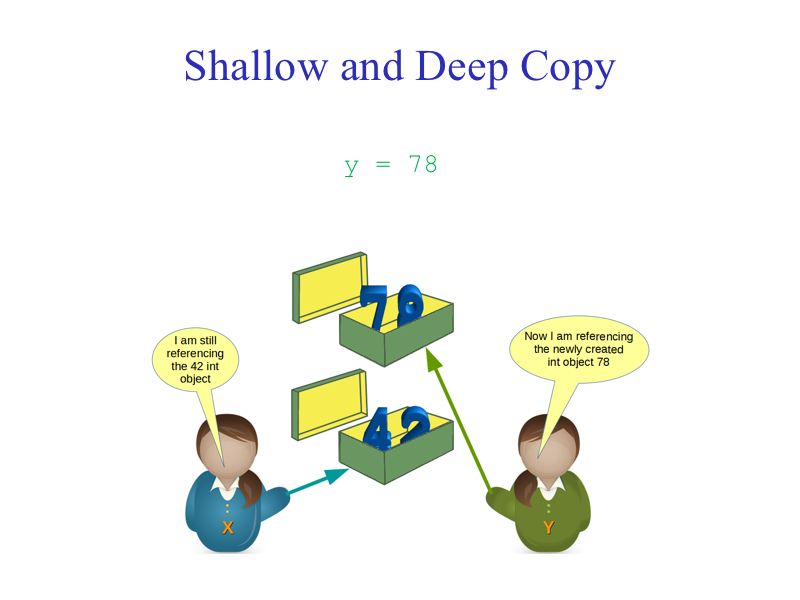 Shallow and Deep Copy
y = 78
78
I am still
referencing
the 42 int
object
Now I am referencing
the newly created
int object 78
42
X
Y